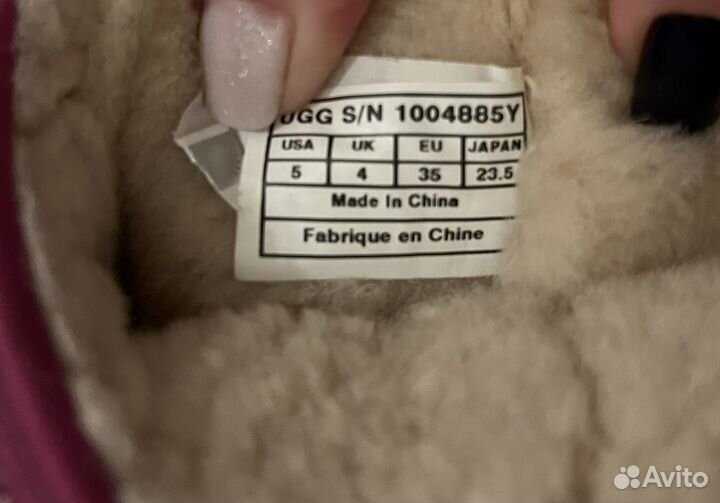 UGG S/N 1004885Y
USA UK EU JAPAN
5 4 35 23.5
Made In China
Fabrique en Chine
Avito